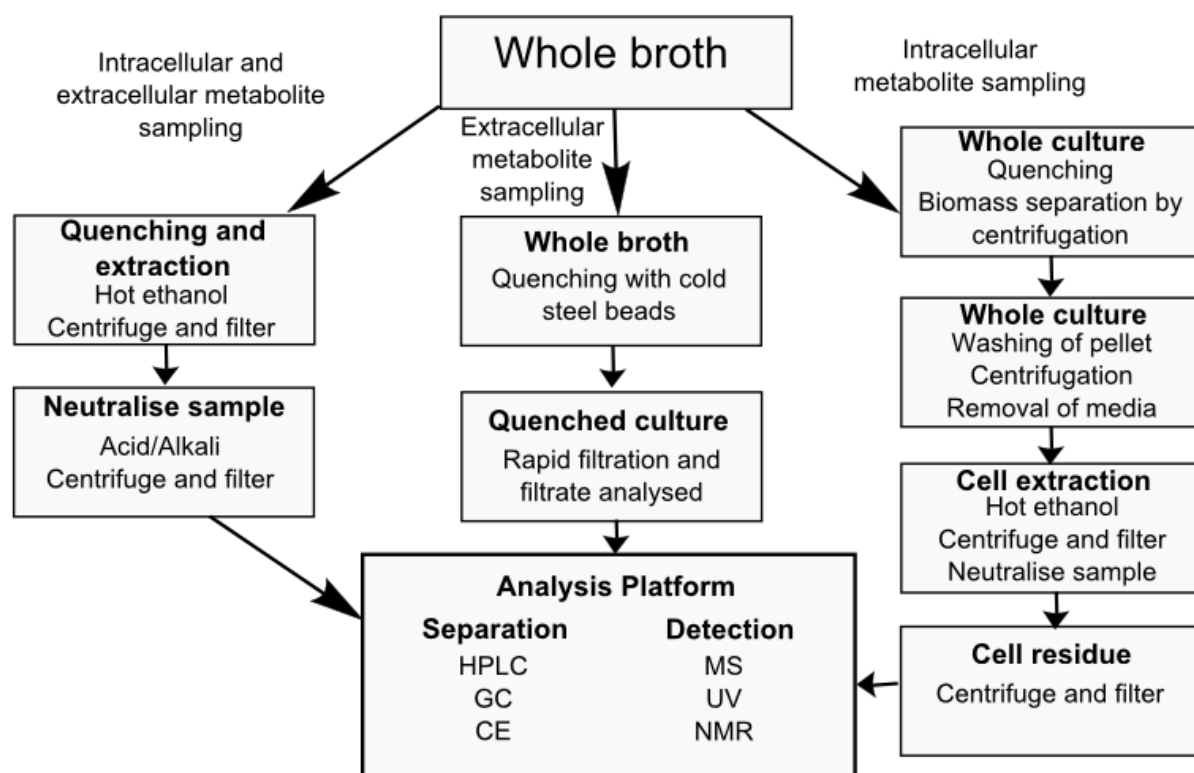 Whole broth
Intracellular and
extracellular metabolite
sampling
Extracellular
metabolite
sampling
Intracellular
metabolite sampling
Quenching and
extraction
Hot ethanol
Centrifuge and filter
Neutralise sample
Acid/Alkali
Centrifuge and filter
Whole broth
Quenching with cold
steel beads
Quenched culture
Rapid filtration and
filtrate analysed
Whole culture
Quenching
Biomass separation by
centrifugation
Whole culture
Washing of pellet
Centrifugation
Removal of media
Cell extraction
Hot ethanol
Centrifuge and filter
Neutralise sample
Cell residue
Centrifuge and filter
Analysis Platform
Separation Detection
HPLC MS
GC UV
CE NMR